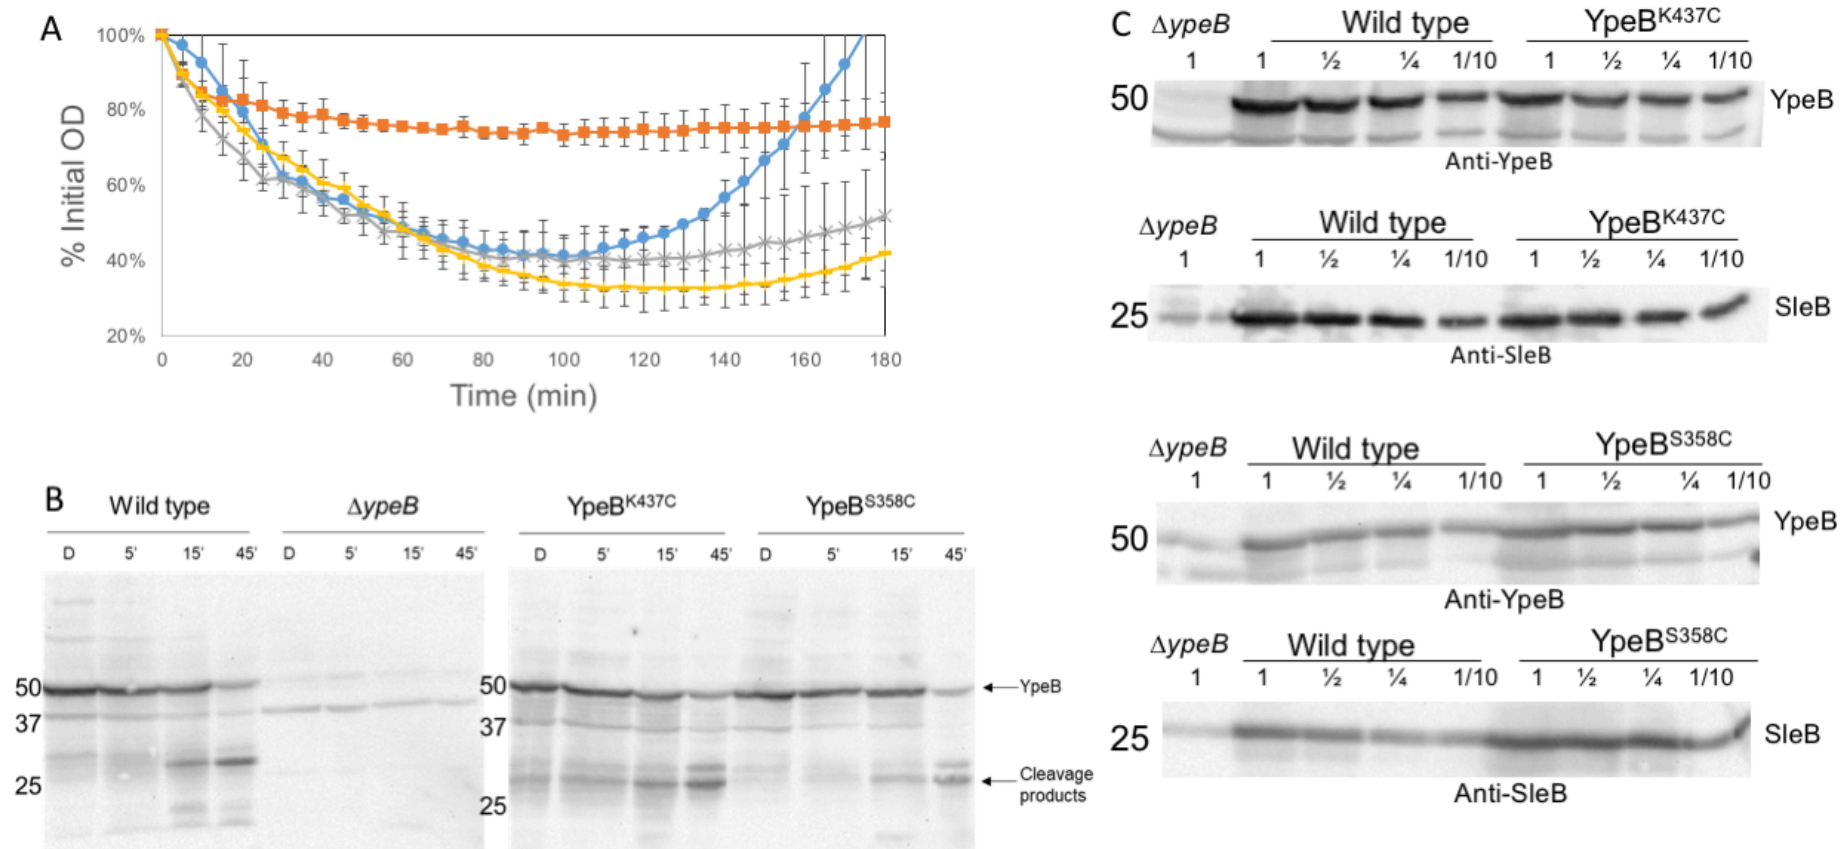 A
100%
80%
60%
40%
20%
% Initial OD
0 20 40 60 80 100 120 140 160 180
Time (min)
B
Wild type ΔypeB YpeBK437C YpeBS358C
D 5' 15' 45' D 5' 15' 45' D 5' 15' 45' D 5' 15' 45'
50 50 YpeB
37 37
25 25 Cleavage
products
C ΔypeB Wild type YpeBK437C
1 1 ½ ¼ 1/10 1 ½ ¼ 1/10
50 YpeB
Anti-YpeB
ΔypeB Wild type YpeBK437C
1 1 ½ ¼ 1/10 1 ½ ¼ 1/10
25 SleB
Anti-SleB
ΔypeB Wild type YpeBS358C
1 1 ½ ¼ 1/10 1 ½ ¼ 1/10
50 YpeB
Anti-YpeB
ΔypeB Wild type YpeBS358C
1 1 ½ ¼ 1/10 1 ½ ¼ 1/10
25 SleB
Anti-SleB